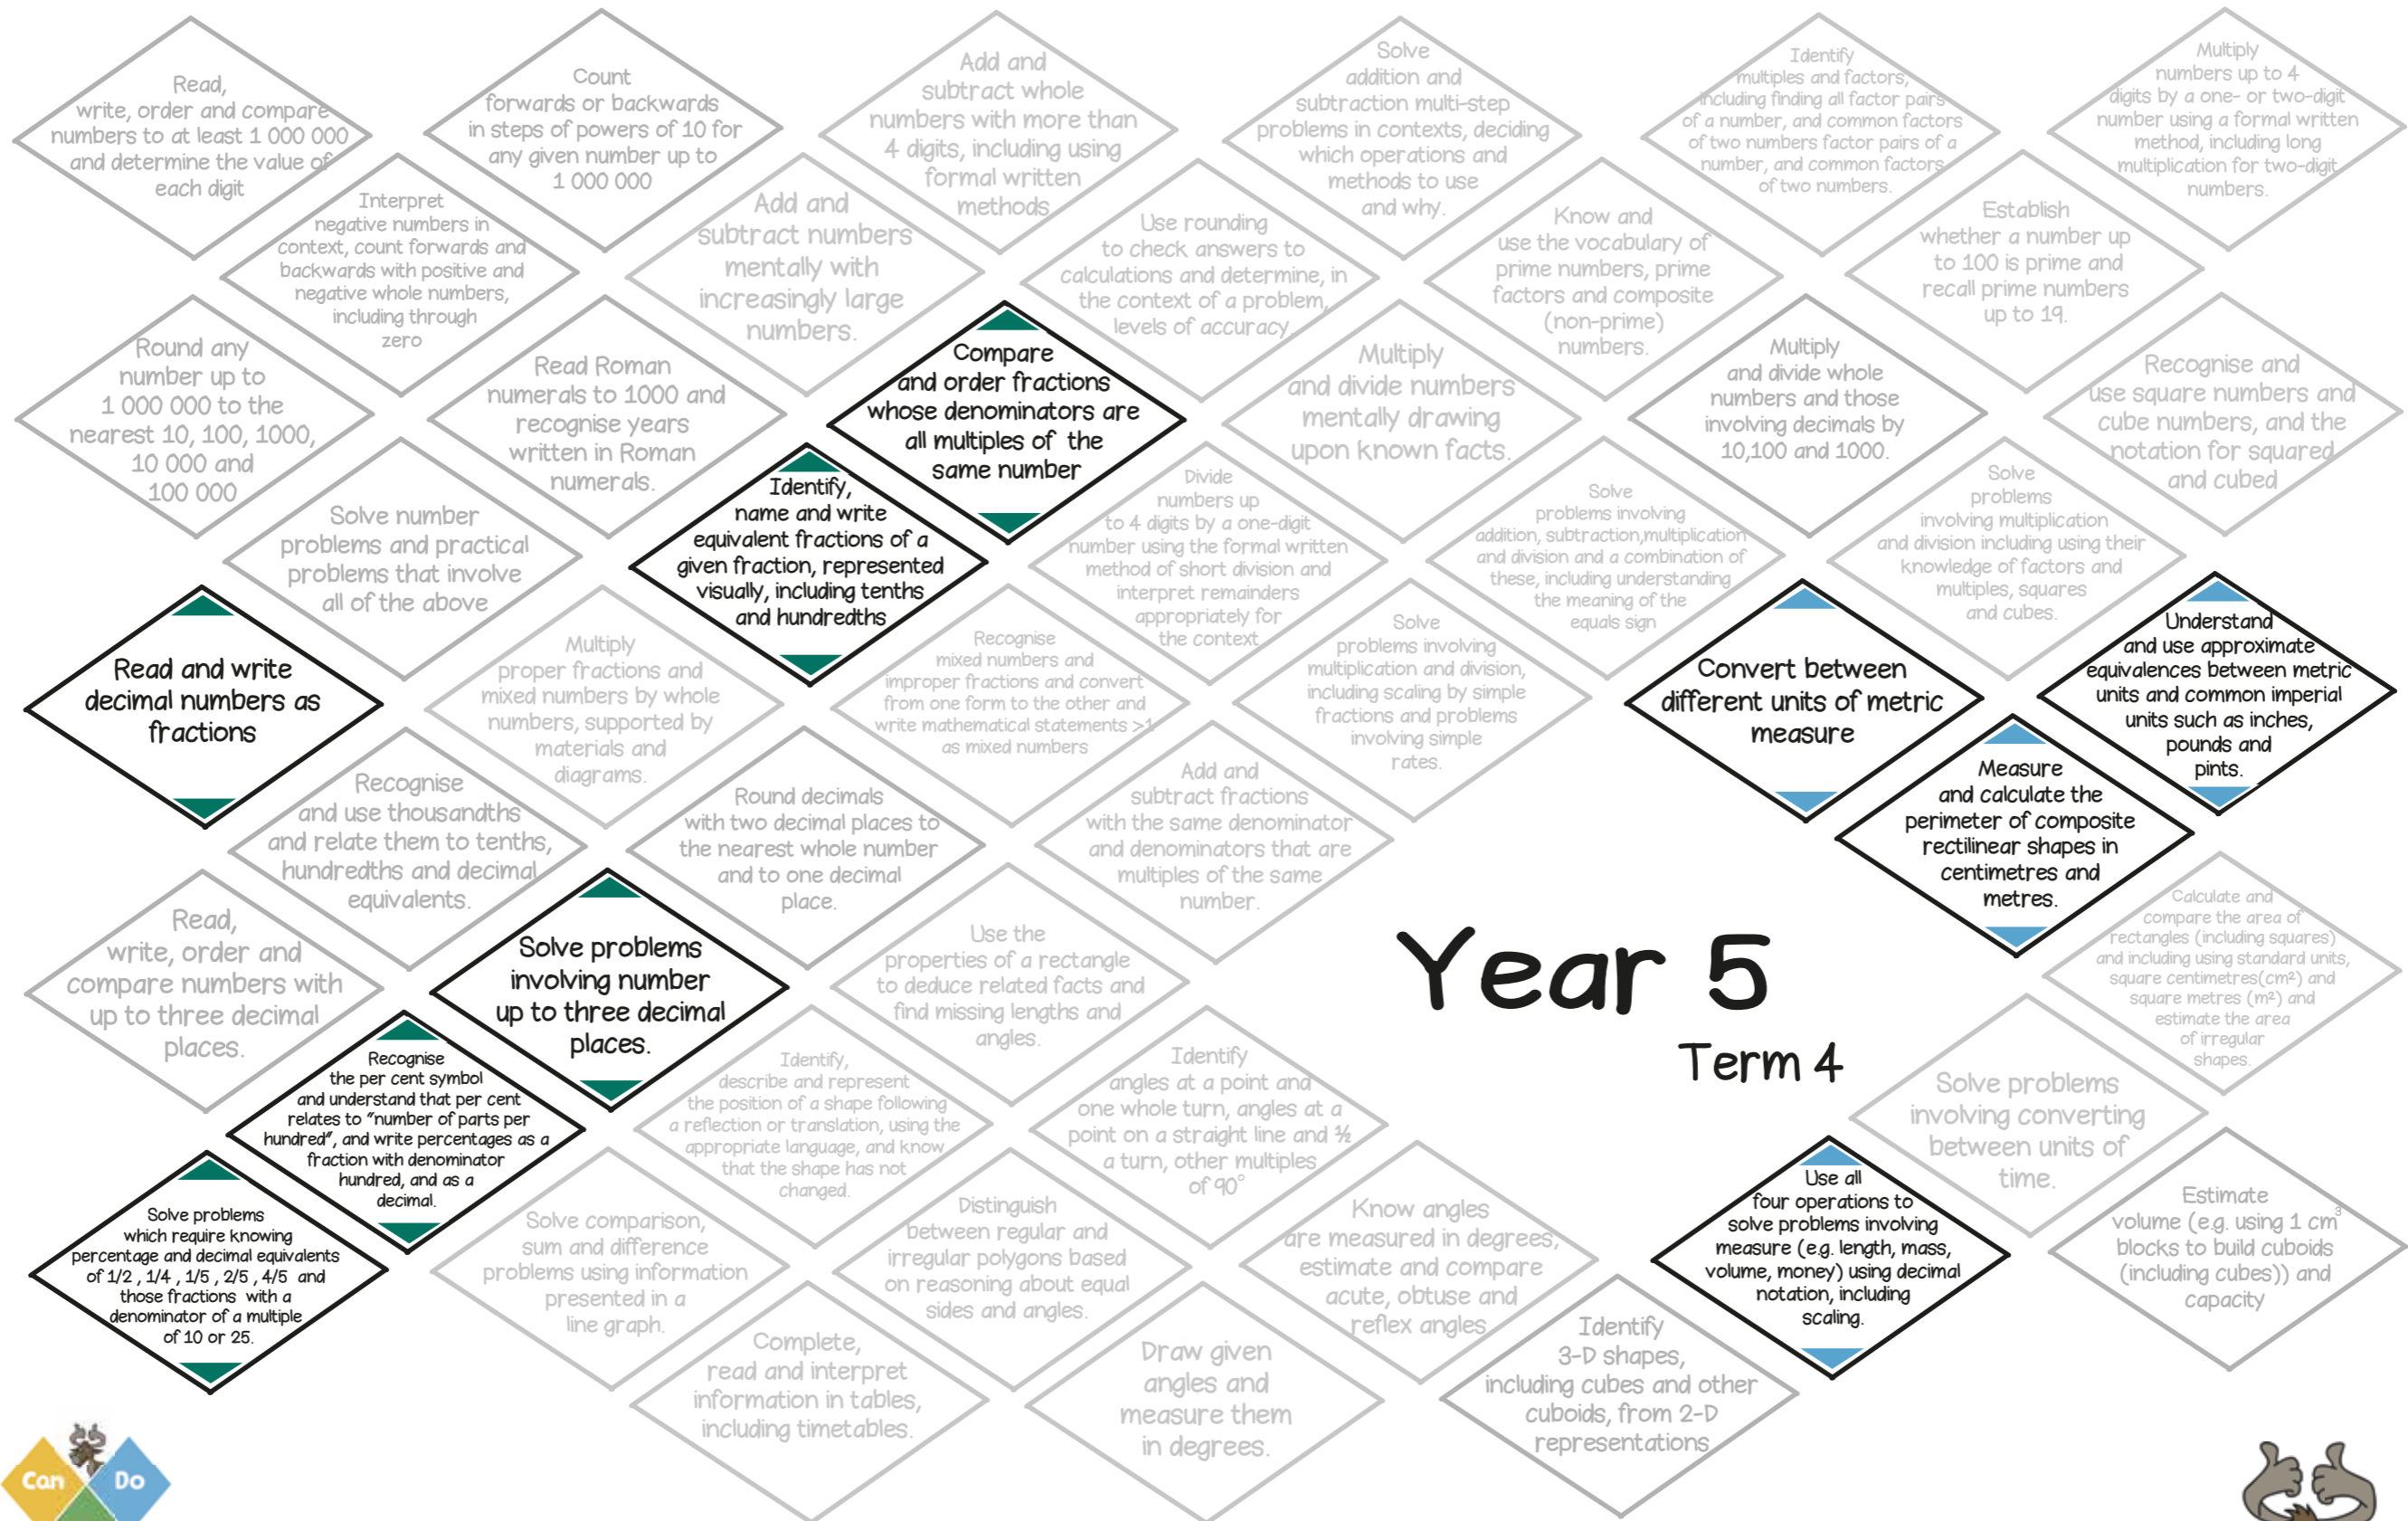 Read,
write, order and compare
numbers to at least 1 000 000
and determine the value of
each digit
Count
forwards or backwards
in steps of powers of 10 for
any given number up to
1 000 000
Add and
subtract whole
numbers with more than
4 digits, including using
formal written
methods
Solve
addition and
subtraction multi-step
problems in contexts, deciding
which operations and
methods to use
and why.
Identify
multiples and factors,
including finding all factor pairs
of a number, and common factors
of two numbers factor pairs of a
number, and common factors
of two numbers.
Multiply
numbers up to 4
digits by a one- or two-digit
number using a formal written
method, including long
multiplication for two-digit
numbers.
Interpret
negative numbers in
context, count forwards and
backwards with positive and
negative whole numbers,
including through
zero
Add and
subtract numbers
mentally with
increasingly large
numbers.
Use rounding
to check answers to
calculations and determine, in
the context of a problem,
levels of accuracy
Know and
use the vocabulary of
prime numbers, prime
factors and composite
(non-prime)
numbers.
Establish
whether a number up
to 100 is prime and
recall prime numbers
up to 19.
Round any
number up to
1 000 000 to the
nearest 10, 100, 1000,
10 000 and
100 000
Read Roman
numerals to 1000 and
recognise years
written in Roman
numerals.
Compare
and order fractions
whose denominators are
all multiples of the
same number
Multiply
and divide numbers
mentally drawing
upon known facts.
Multiply
and divide whole
numbers and those
involving decimals by
10,100 and 1000.
Recognise and
use square numbers and
cube numbers, and the
notation for squared
and cubed
Solve number
problems and practical
problems that involve
all of the above
Identify,
name and write
equivalent fractions of a
given fraction, represented
visually, including tenths
and hundredths
Divide
numbers up
to 4 digits by a one-digit
number using the formal written
method of short division and
interpret remainders
appropriately for
the context
Solve
problems involving
addition, subtraction,multiplication
and division and a combination of
these, including understanding
the meaning of the
equals sign
Solve
problems
involving multiplication
and division including using their
knowledge of factors and
multiples, squares
and cubes.
Read and write
decimal numbers as
fractions
Multiply
proper fractions and
mixed numbers by whole
numbers, supported by
materials and
diagrams.
Recognise
mixed numbers and
improper fractions and convert
from one form to the other and
write mathematical statements >1
as mixed numbers
Solve
problems involving
multiplication and division,
including scaling by simple
fractions and problems
involving simple
rates.
Convert between
different units of metric
measure
Understand
and use approximate
equivalences between metric
units and common imperial
units such as inches,
pounds and
pints.
Recognise
and use thousandths
and relate them to tenths,
hundredths and decimal
equivalents.
Round decimals
with two decimal places to
the nearest whole number
and to one decimal
place.
Add and
subtract fractions
with the same denominator
and denominators that are
multiples of the same
number.
Measure
and calculate the
perimeter of composite
rectilinear shapes in
centimetres and
metres.
Read,
write, order and
compare numbers with
up to three decimal
places.
Solve problems
involving number
up to three decimal
places.
Use the
properties of a rectangle
to deduce related facts and
find missing lengths and
angles.
Year 5
Term 4
Calculate and
compare the area of
rectangles (including squares)
and including using standard units,
square centimetres(cm²) and
square metres (m²) and
estimate the area
of irregular
shapes.
Recognise
the per cent symbol
and understand that per cent
relates to "number of parts per
hundred", and write percentages as a
fraction with denominator
hundred, and as a
decimal.
Identify,
describe and represent
the position of a shape following
a reflection or translation, using the
appropriate language, and know
that the shape has not
changed.
Identify
angles at a point and
one whole turn, angles at a
point on a straight line and ½
a turn, other multiples
of 90°
Solve problems
involving converting
between units of
time.
Solve problems
which require knowing
percentage and decimal equivalents
of 1/2 , 1/4 , 1/5 , 2/5 , 4/5 and
those fractions with a
denominator of a multiple
of 10 or 25.
Solve comparison,
sum and difference
problems using information
presented in a
line graph.
Distinguish
between regular and
irregular polygons based
on reasoning about equal
sides and angles.
Know angles
are measured in degrees,
estimate and compare
acute, obtuse and
reflex angles
Use all
four operations to
solve problems involving
measure (e.g. length, mass,
volume, money) using decimal
notation, including
scaling.
Estimate
volume (e.g. using 1 cm³
blocks to build cuboids
(including cubes)) and
capacity
Complete,
read and interpret
information in tables,
including timetables.
Draw given
angles and
measure them
in degrees.
Identify
3-D shapes,
including cubes and other
cuboids, from 2-D
representations
Can Do